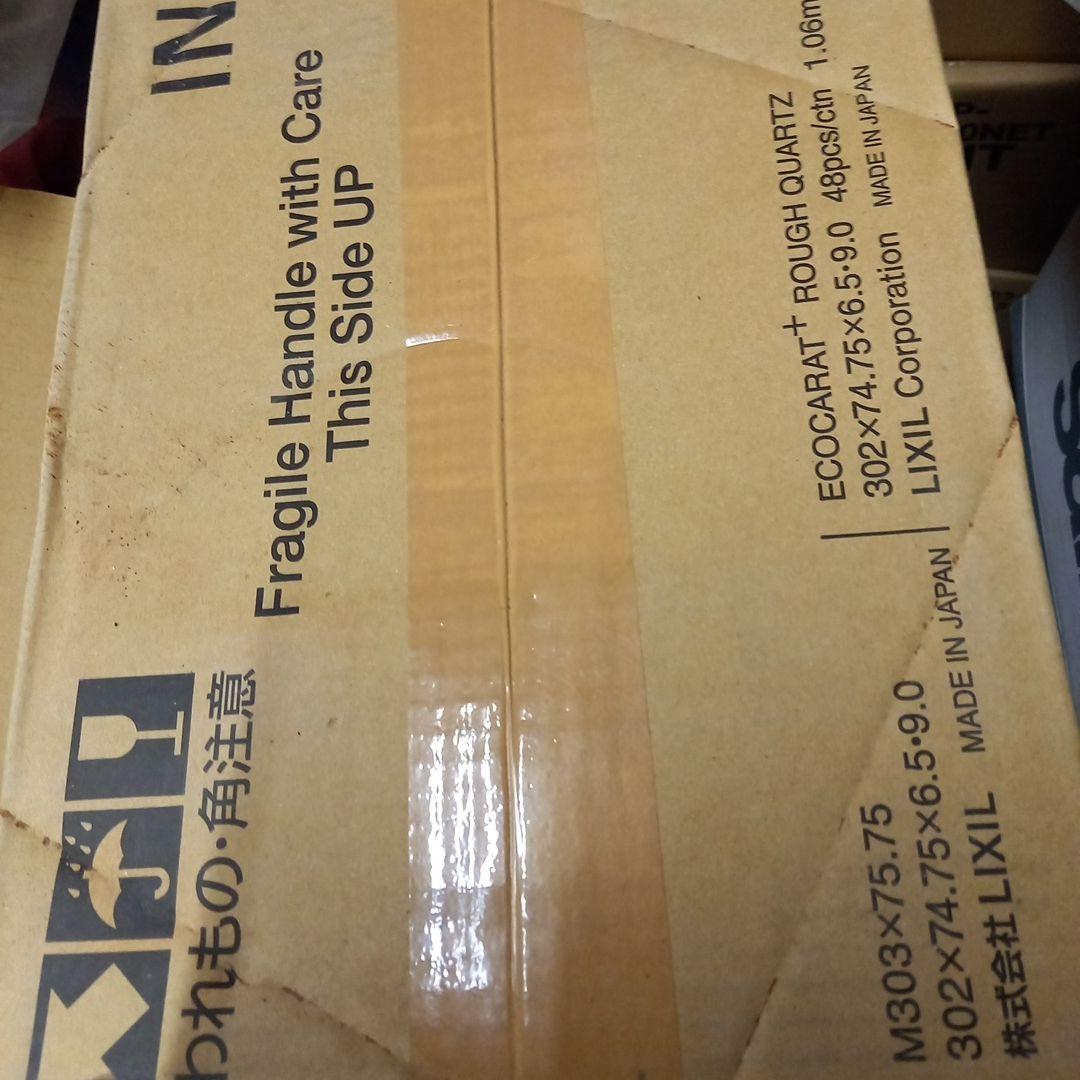 IN
Fragile Handle with Care
This Side UP
われもの・角注意
ECOCARAT+ ROUGH QUARTZ
302×74.75×6.5•9.0 48pcs/ctn 1.06m
LIXIL Corporation MADE IN JAPAN
M303×75.75
302×74.75×6.5•9.0
株式会社 LIXIL MADE IN JAPAN